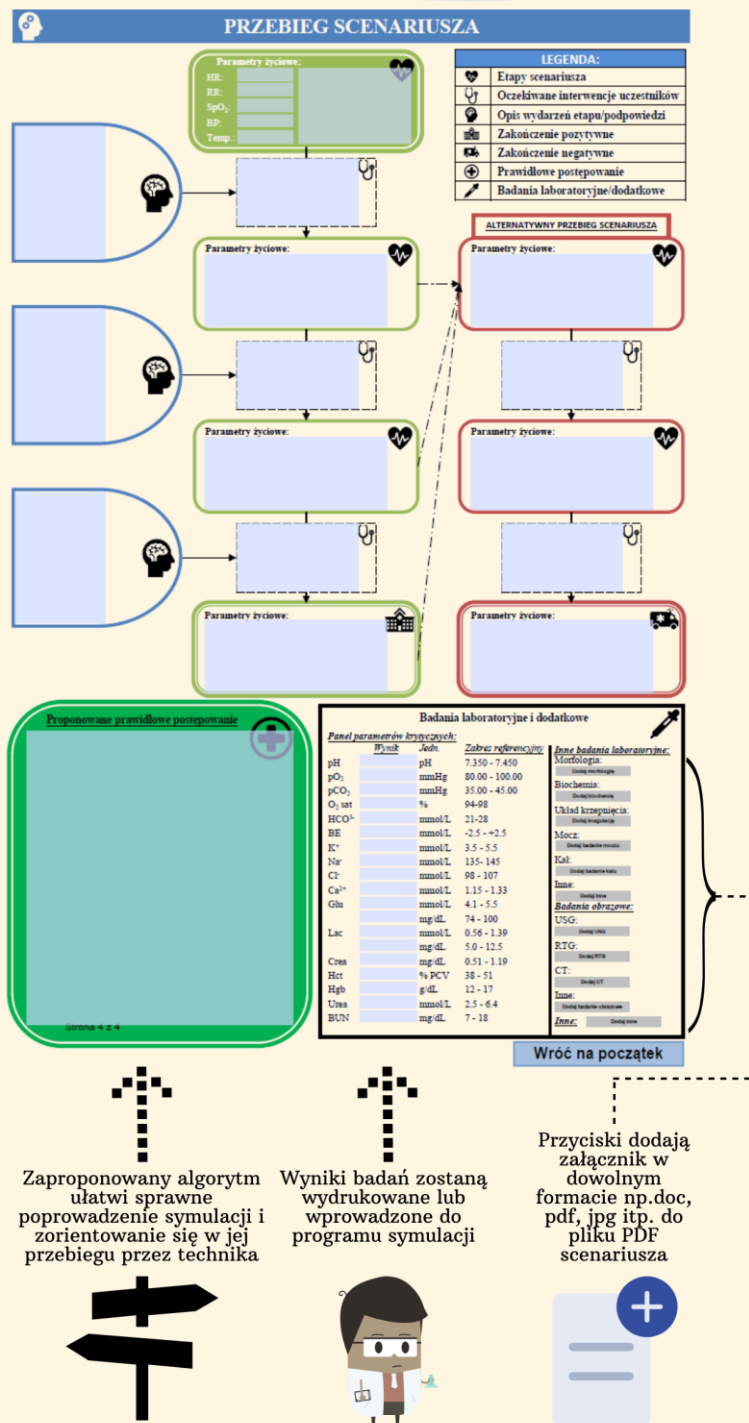 PRZEBIEG SCENARIUSZA
Parametry życiowe:
HR:
RR:
SpO₂:
BP:
Temp.:
LEGENDA:
Etapy scenariusza
Oczekiwane interwencje uczestników
Opis wydarzeń etapu/podpowiedzi
Zakończenie pozytywne
Zakończenie negatywne
Prawidłowe postępowanie
Badania laboratoryjne/dodatkowe
ALTERNATYWNY PRZEBIEG SCENARIUSZA
Parametry życiowe:
Parametry życiowe:
Parametry życiowe:
Parametry życiowe:
Parametry życiowe:
Parametry życiowe:
Proponowane prawidłowe postępowanie
Strona 4 z 4
Badania laboratoryjne i dodatkowe
Panel parametrów krytycznych:
Wynik Jedn. Zakres referencyjny
pH pH 7.350 - 7.450
pO₂ mmHg 80.00 - 100.00
pCO₂ mmHg 35.00 - 45.00
O₂ sat % 94-98
HCO³⁻ mmol/L 21-28
BE mmol/L -2.5 - +2.5
K⁺ mmol/L 3.5 - 5.5
Na⁺ mmol/L 135- 145
Cl⁻ mmol/L 98 - 107
Ca²⁺ mmol/L 1.15 - 1.33
Glu mmol/L 4.1 - 5.5
mg/dL 74 - 100
Lac mmol/L 0.56 - 1.39
mg/dL 5.0 - 12.5
Crea mg/dL 0.51 - 1.19
Hct % PCV 38 - 51
Hgb g/dL 12 - 17
Urea mmol/L 2.5 - 6.4
BUN mg/dL 7 - 18
Inne badania laboratoryjne:
Morfologia:
Dodaj morfologię
Biochemia:
Dodaj biochemię
Układ krzepnięcia:
Dodaj koagulację
Mocz:
Dodaj badanie moczu
Kał:
Dodaj badanie kału
Inne:
Dodaj inne
Badania obrazowe:
USG:
Dodaj USG
RTG:
Dodaj RTG
CT:
Dodaj CT
Inne:
Dodaj badanie obrazowe
Inne: Dodaj inne
Wróć na początek
Zaproponowany algorytm
ułatwi sprawne
poprowadzenie symulacji i
zorientowanie się w jej
przebiegu przez technika
Wyniki badań zostaną
wydrukowane lub
wprowadzone do
programu symulacji
Przyciski dodają
załącznik w
dowolnym
formacie np.doc,
pdf, jpg itp. do
pliku PDF
scenariusza